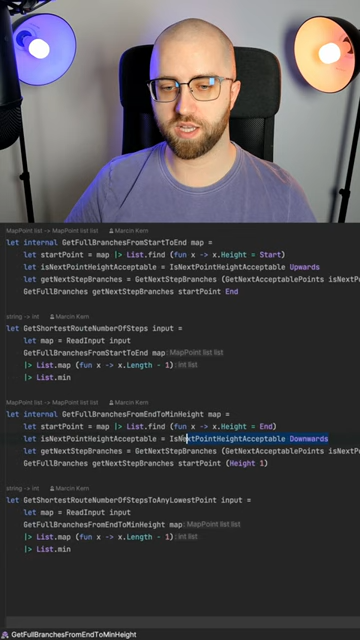 MapPoint list -> MapPoint list list Marcin Kern
let internal GetFullBranchesFromStartToEnd map =
let startPoint = map |> List.find (fun x -> x.Height = Start)
let isNextPointHeightAcceptable = IsNextPointHeightAcceptable Upwards
let getNextStepBranches = GetNextStepBranches (GetAcceptablePoints isNextPo
GetFullBranches getNextStepBranches startPoint End
string -> int Marcin Kern
let GetShortestRouteNumberOfSteps input =
let map = ReadInput input
GetFullBranchesFromStartToEnd map MapPoint list list
|> List.map (fun x -> x.Length - 1) int list
|> List.min
MapPoint list -> MapPoint list list Marcin Kern
let internal GetFullBranchesFromEndToMinHeight map =
let startPoint = map |> List.find (fun x -> x.Height = End)
let isNextPointHeightAcceptable = IsNextPointHeightAcceptable Downwards
let getNextStepBranches = GetNextStepBranches (GetAcceptablePoints isNextPo
GetFullBranches getNextStepBranches startPoint (Height 1)
string -> int Marcin Kern
let GetShortestRouteNumberOfStepsToAnyLowestPoint input =
let map = ReadInput input
GetFullBranchesFromEndToMinHeight map MapPoint list list
|> List.map (fun x -> x.Length - 1) int list
|> List.min
GetFullBranchesFromEndToMinHeight